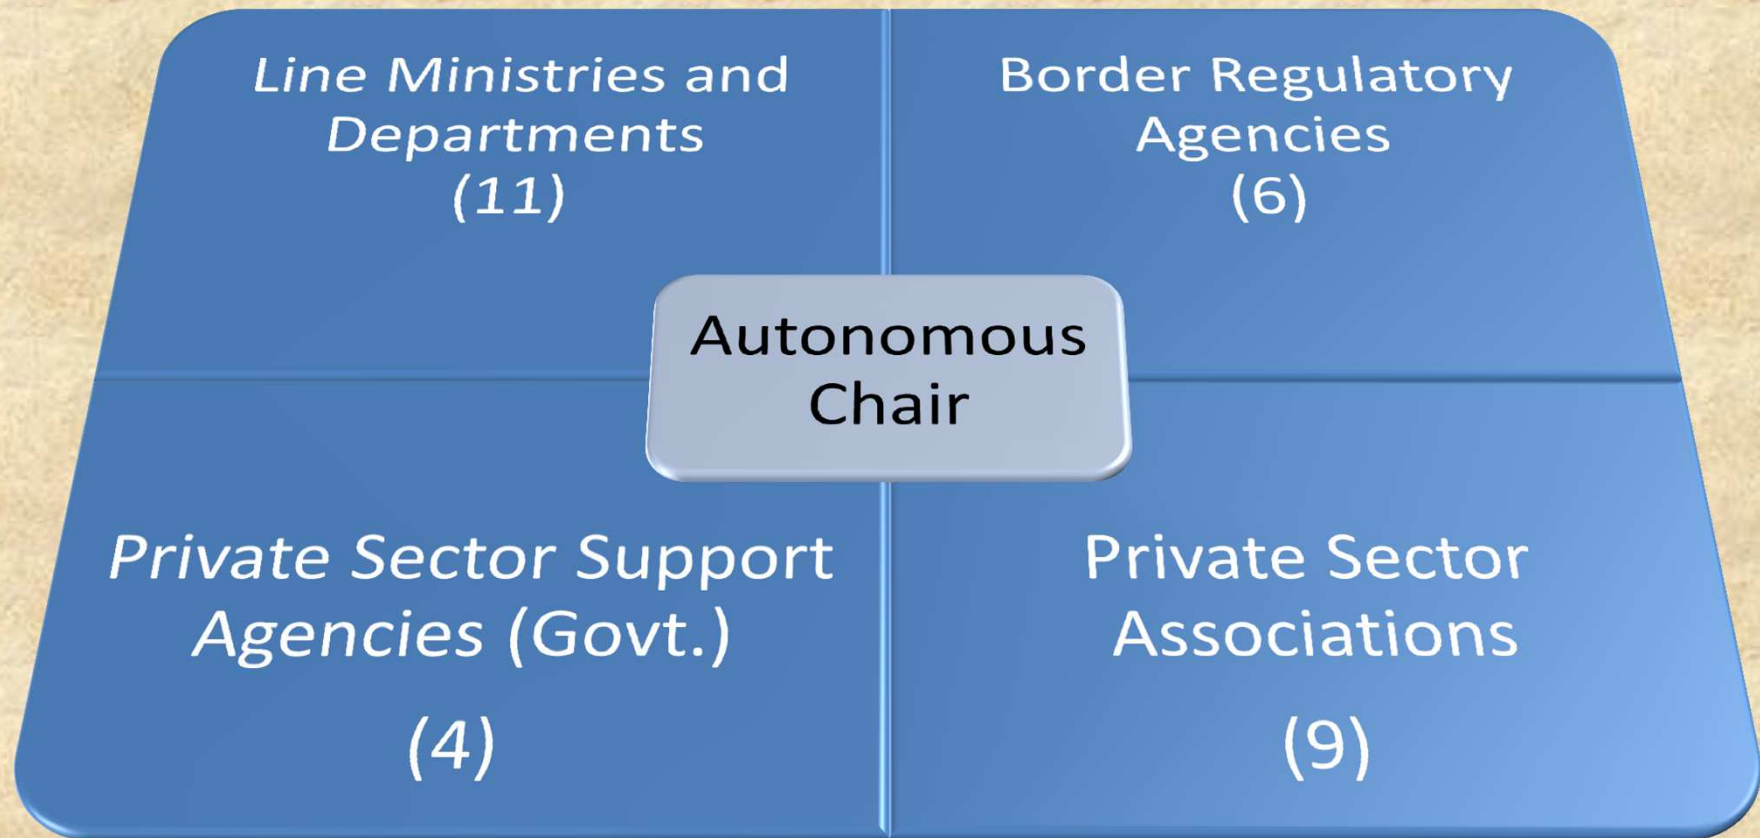 Line Ministries and
Departments
(11)
Border Regulatory
Agencies
(6)
Autonomous
Chair
Private Sector Support
Agencies (Govt.)
(4)
Private Sector
Associations
(9)